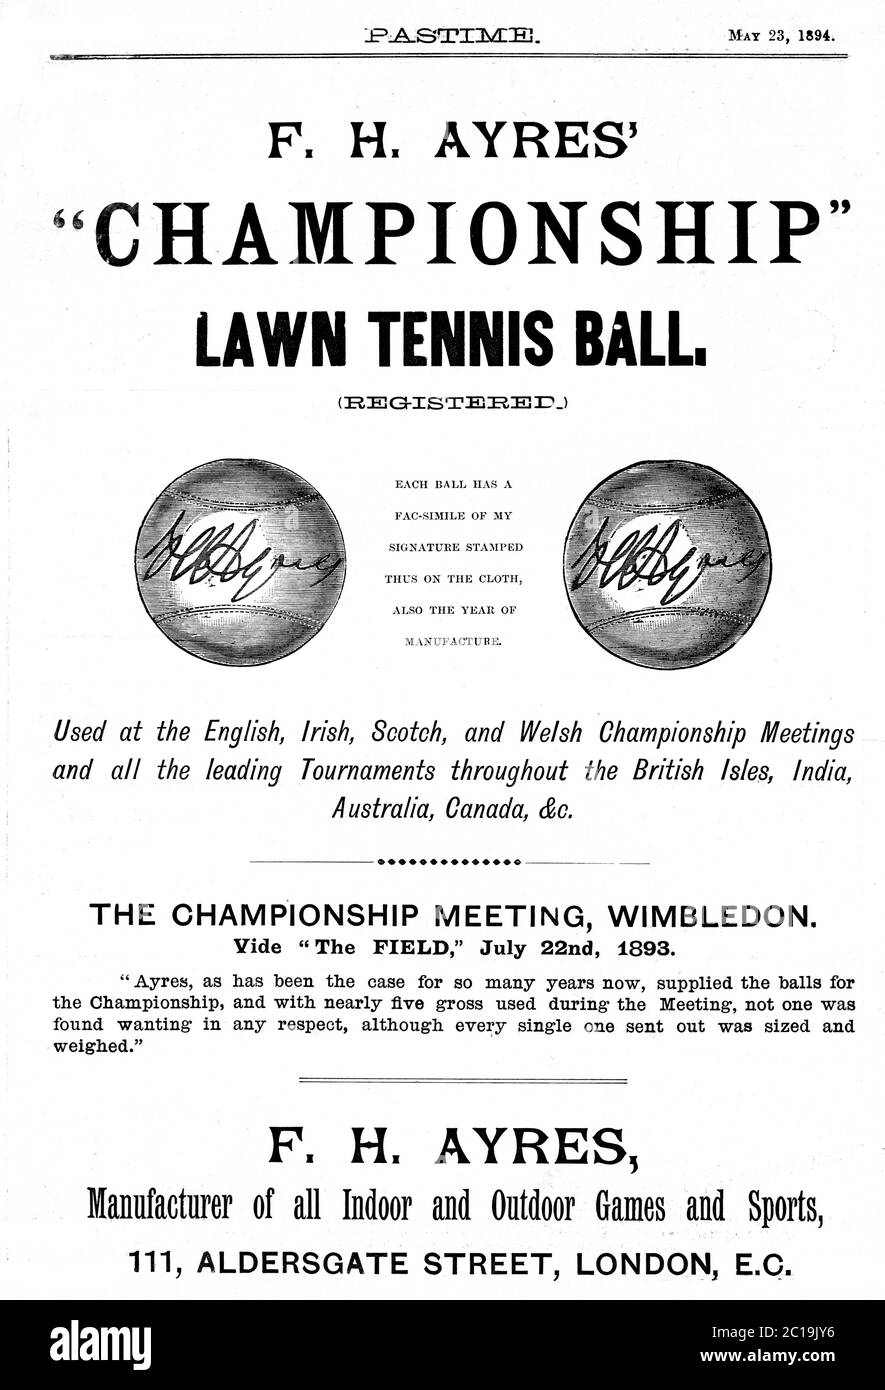 PASTIME. MAY 23, 1894.
F. H. AYRES'
"CHAMPIONSHIP"
LAWN TENNIS BALL.
(REGISTERED.)
EACH BALL HAS A
FAC-SIMILE OF MY
SIGNATURE STAMPED
THUS ON THE CLOTH,
ALSO THE YEAR OF
MANUFACTURE.
FH Ayres
FH Ayres
Used at the English, Irish, Scotch, and Welsh Championship Meetings
and all the leading Tournaments throughout the British Isles, India,
Australia, Canada, &c.
THE CHAMPIONSHIP MEETING, WIMBLEDON.
Vide "The FIELD," July 22nd, 1893.
"Ayres, as has been the case for so many years now, supplied the balls for
the Championship, and with nearly five gross used during the Meeting, not one was
found wanting in any respect, although every single one sent out was sized and
weighed."
F. H. AYRES,
Manufacturer of all Indoor and Outdoor Games and Sports,
111, ALDERSGATE STREET, LONDON, E.C.
alamy
Image ID: 2C19JY6
www.alamy.com